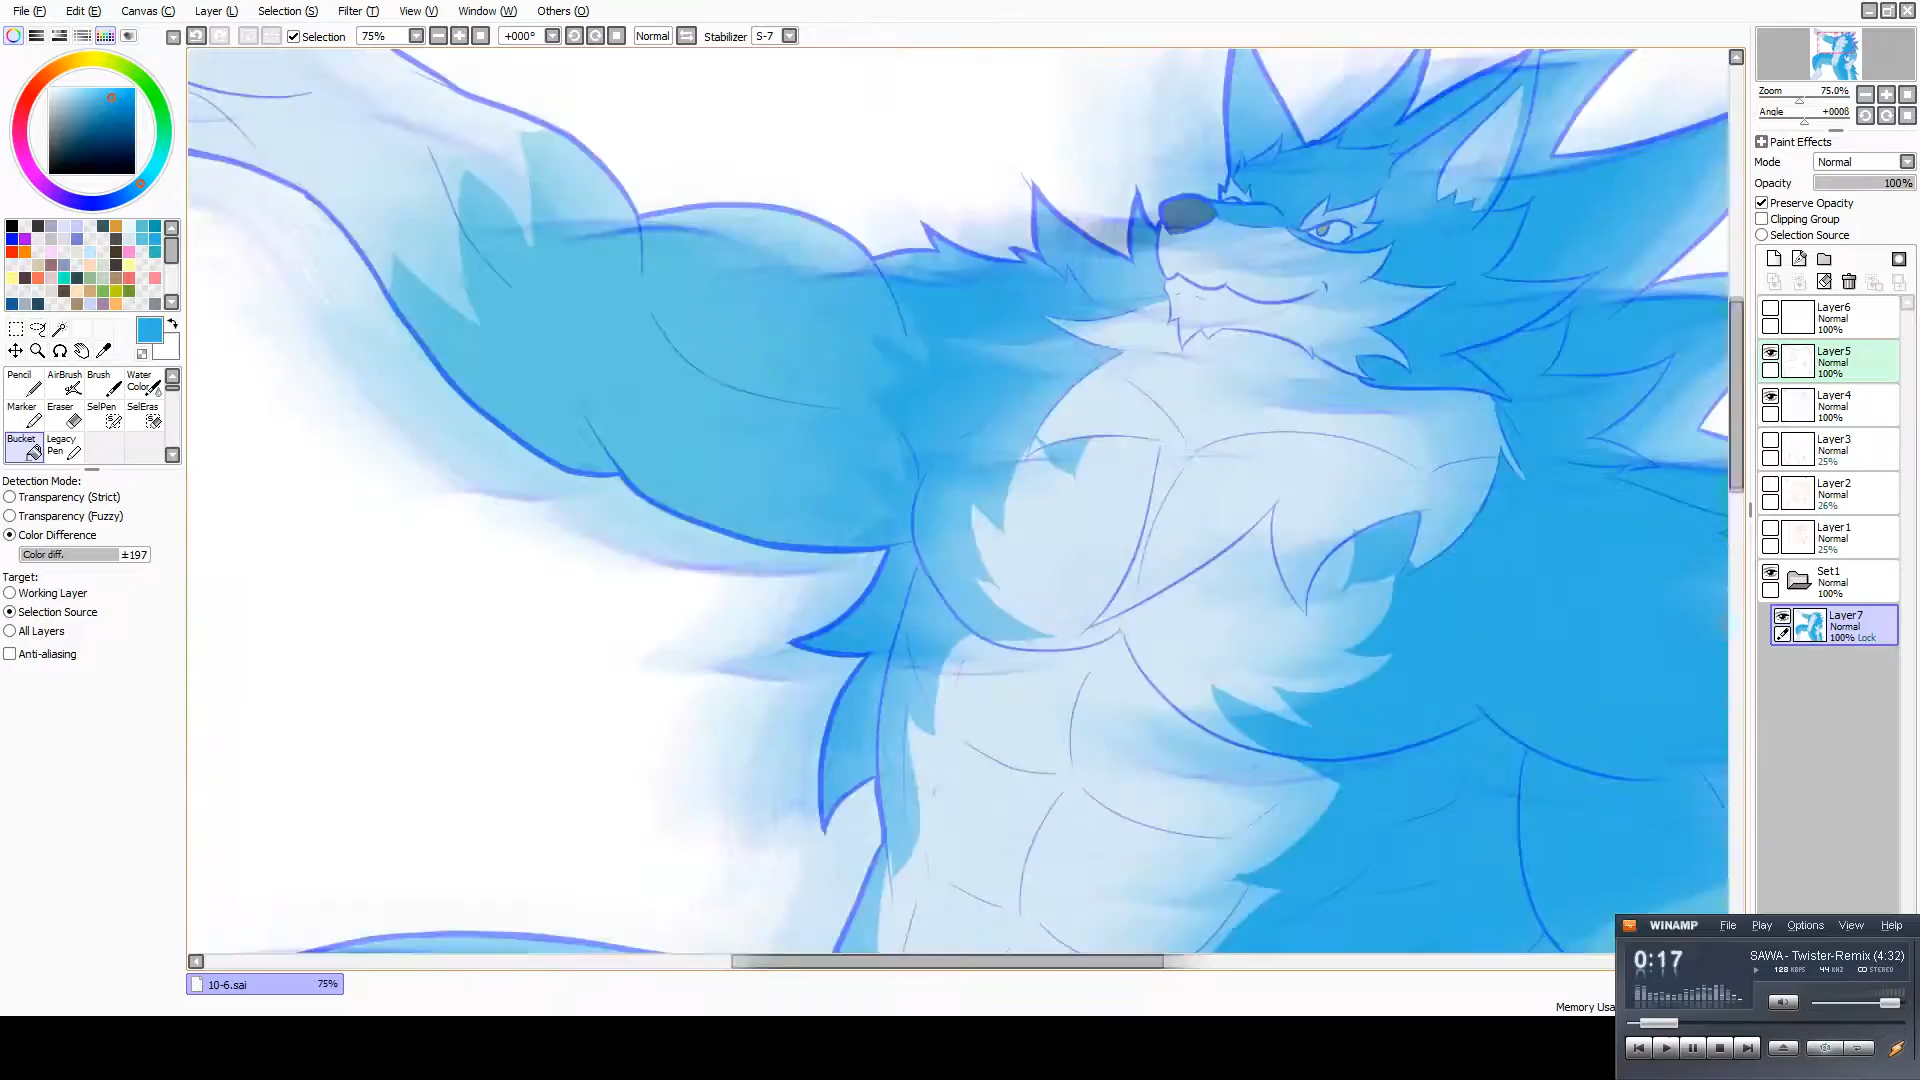 File (F) Edit (E) Canvas (C) Layer (L) Selection (S) Filter (T) View (V) Window (W) Others (O)
Selection 75% +000° Normal Stabilizer S-7
Zoom 75.0%
Angle +000θ
Paint Effects
Mode Normal
Opacity 100%
Preserve Opacity
Clipping Group
Selection Source
Pencil AirBrush Brush Water Color
Marker Eraser SelPen SelEras
Bucket Legacy Pen
Detection Mode:
Transparency (Strict)
Transparency (Fuzzy)
Color Difference
Color diff. ±197
Target:
Working Layer
Selection Source
All Layers
Anti-aliasing
Layer6
Normal
100%
Layer5
Normal
100%
Layer4
Normal
100%
Layer3
Normal
25%
Layer2
Normal
26%
Layer1
Normal
25%
Set1
Normal
100%
Layer7
Normal
100% Lock
10-6.sai 75%
Memory Usa
WINAMP File Play Options View Help
0:17 SAWA- Twister-Remix (4:32)
128 KBPS 44 KHZ STEREO